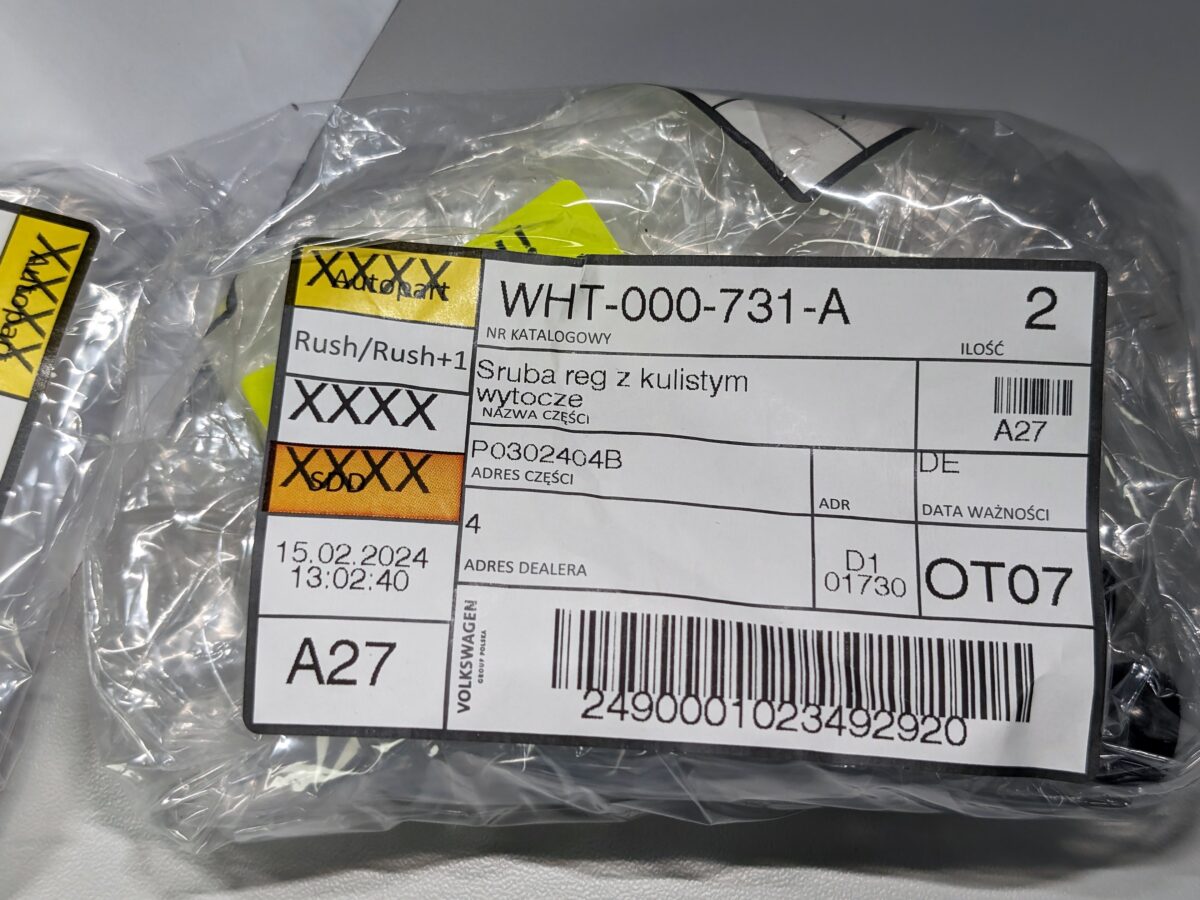 XXXX
Autopart
Rush/Rush+1
XXXX
XXXX
SDD
15.02.2024
13:02:40
A27
WHT-000-731-A
NR KATALOGOWY
2
ILOŚĆ
Sruba reg z kulistym
wytocze
NAZWA CZĘŚCI
A27
P0302404B
ADRES CZĘŚCI
ADR
DE
DATA WAŻNOŚCI
4
ADRES DEALERA
D1
01730
OT07
VOLKSWAGEN
GROUP POLSKA
2490001023492920
XXXX